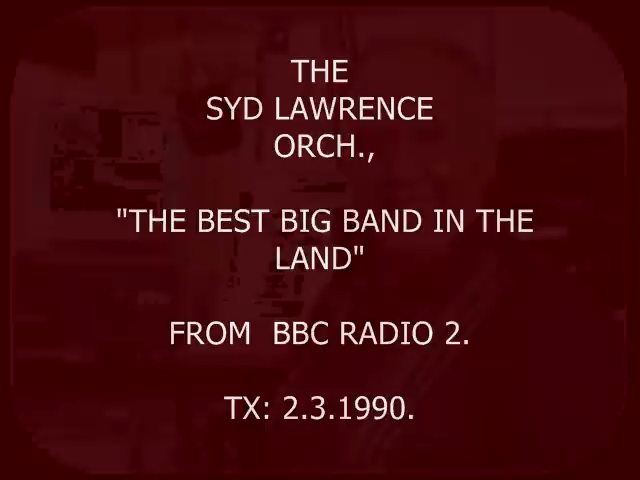 THE
SYD LAWRENCE
ORCH.,
"THE BEST BIG BAND IN THE
LAND"
FROM  BBC RADIO 2.
TX: 2.3.1990.